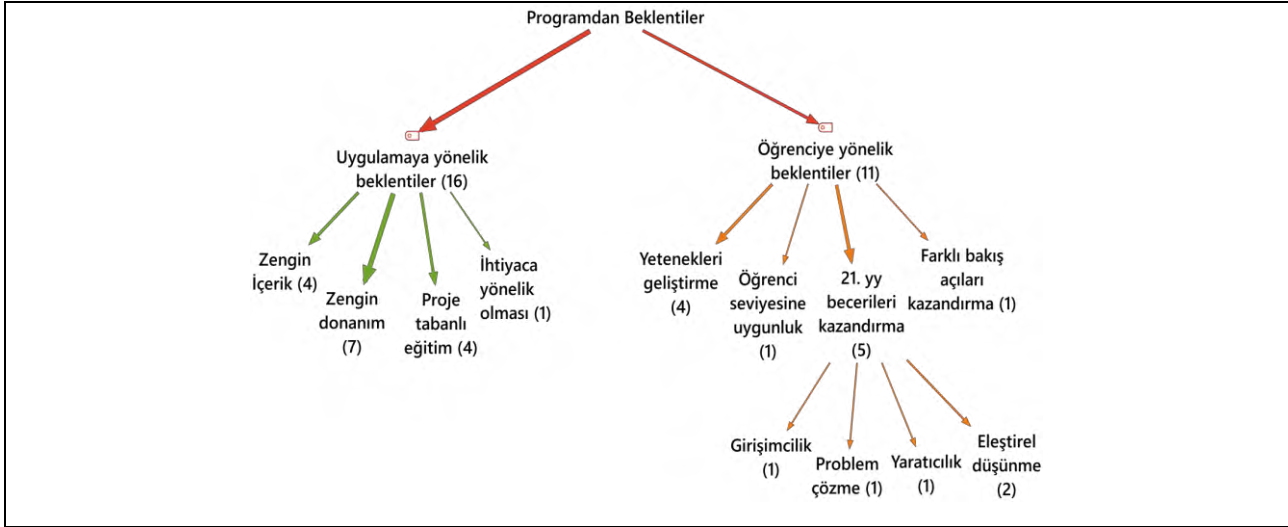 Programdan Beklentiler
Uygulamaya yönelik
beklentiler (16)
Öğrenciye yönelik
beklentiler (11)
Zengin
İçerik (4)
Zengin
donanım
(7)
Proje
tabanlı
eğitim (4)
İhtiyaca
yönelik
olması (1)
Yetenekleri
geliştirme
(4)
Öğrenci
seviyesine
uygunluk
(1)
21. yy
becerileri
kazandırma
(5)
Farklı bakış
açıları
kazandırma (1)
Girişimcilik
(1)
Problem
çözme (1)
Yaratıcılık
(1)
Eleştirel
düşünme
(2)